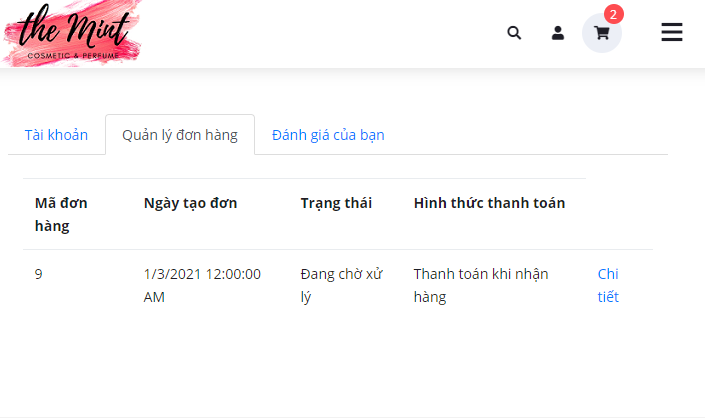 the Mint
COSMETIC & PERFUME
2
Tài khoản Quản lý đơn hàng Đánh giá của bạn
Mã đơn hàng Ngày tạo đơn Trạng thái Hình thức thanh toán
9 1/3/2021 12:00:00 AM Đang chờ xử lý Thanh toán khi nhận hàng Chi tiết